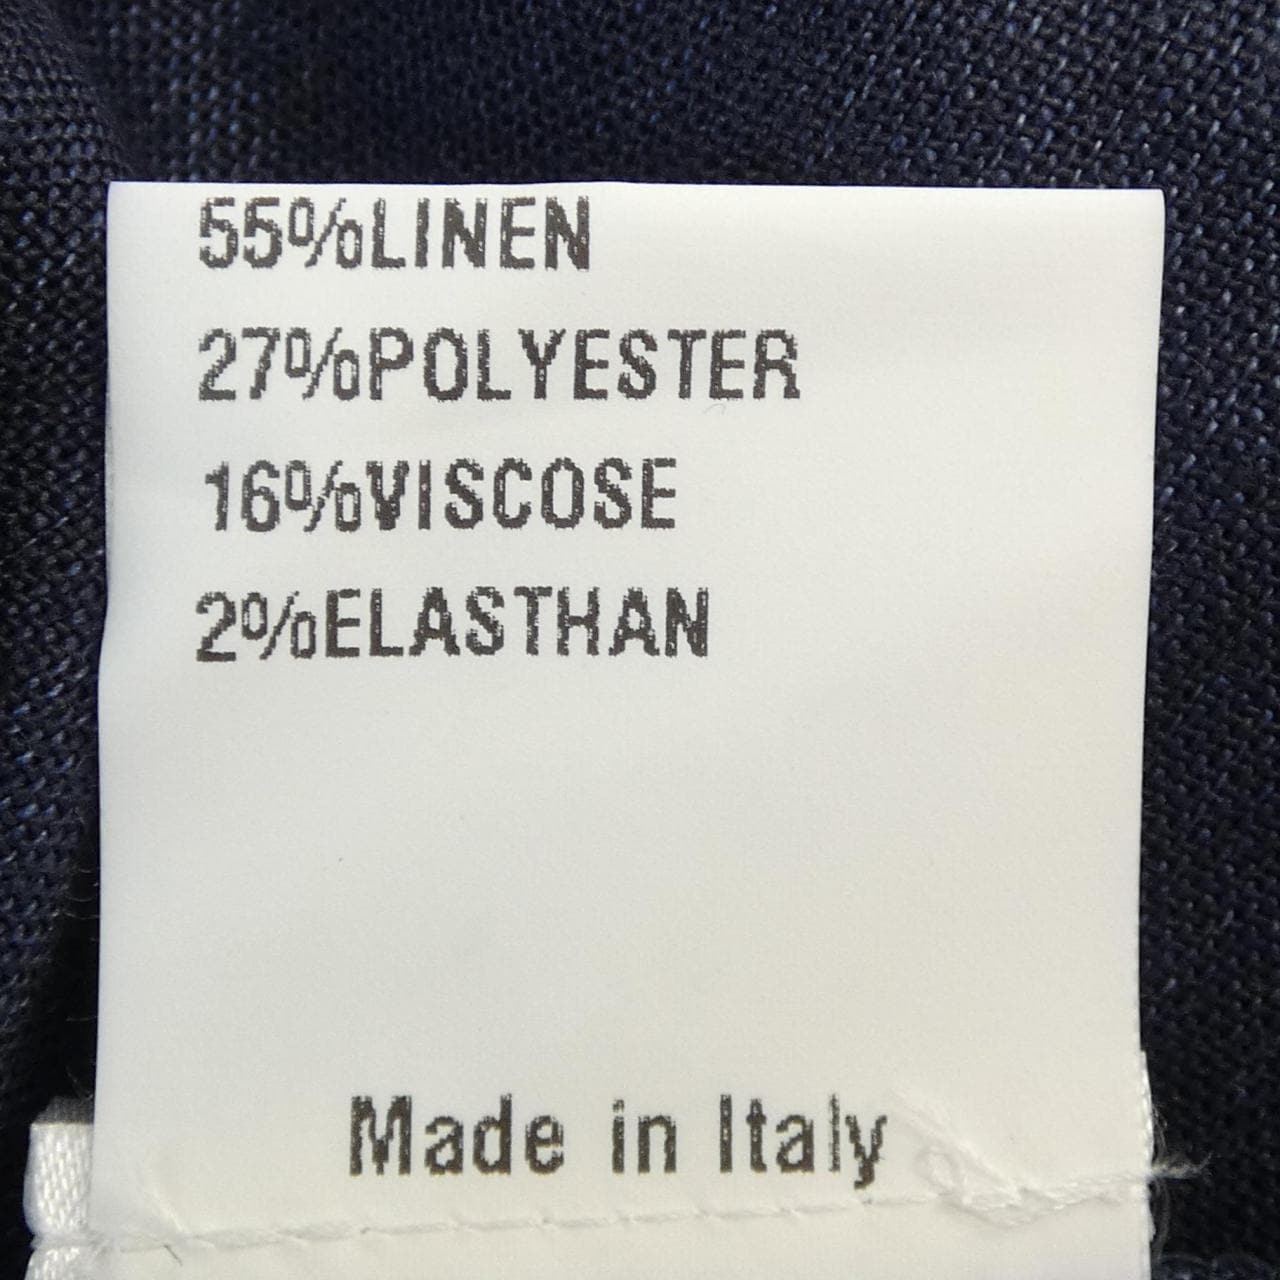 55%LINEN
27%POLYESTER
16%VISCOSE
2%ELASTHAN
Made in Italy